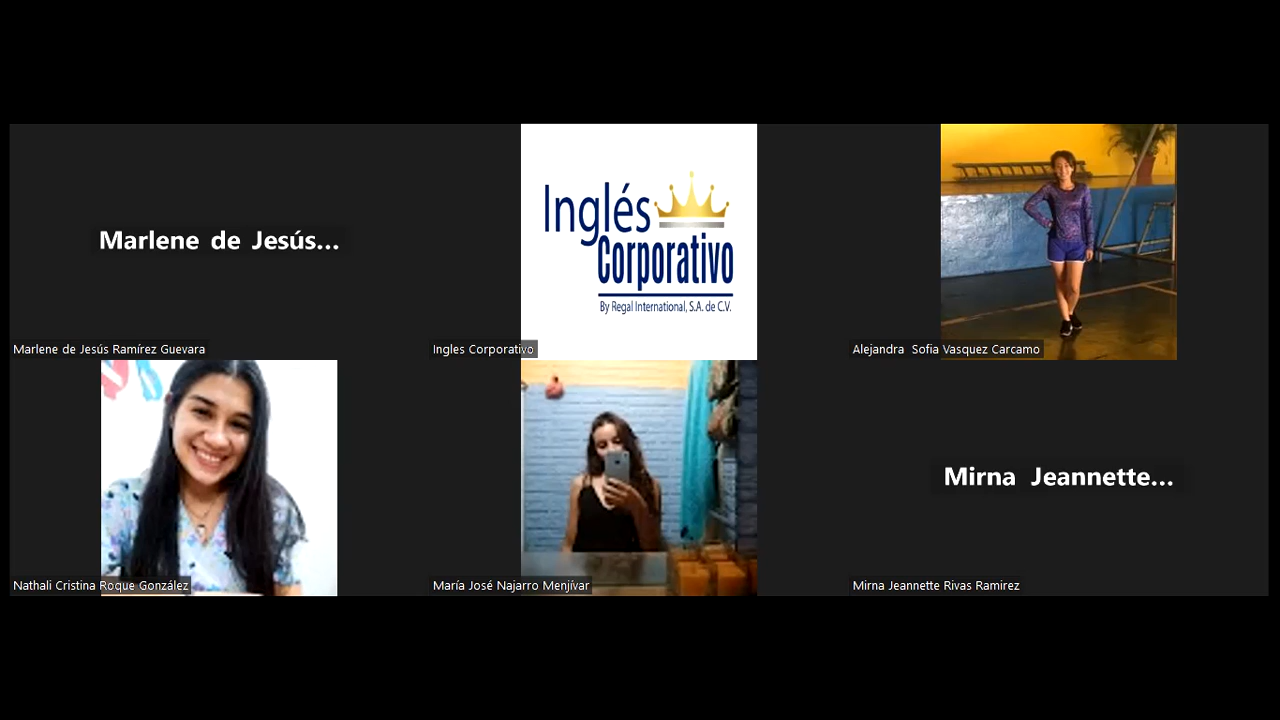 Marlene de Jesús...
Marlene de Jesús Ramírez Guevara
Inglés
Corporativo
By Regal International, S.A. de C.V.
Ingles Corporativo
Alejandra Sofia Vasquez Carcamo
Nathali Cristina Roque González
María José Najarro Menjívar
Mirna Jeannette...
Mirna Jeannette Rivas Ramirez